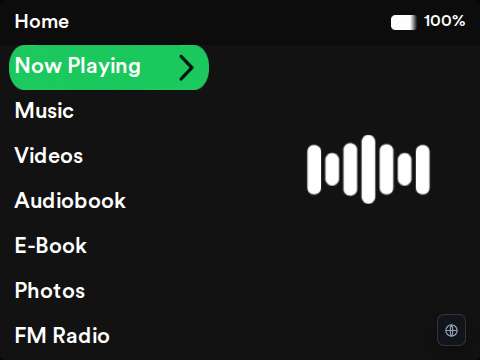 Home
100%
Now Playing
Music
Videos
Audiobook
E-Book
Photos
FM Radio